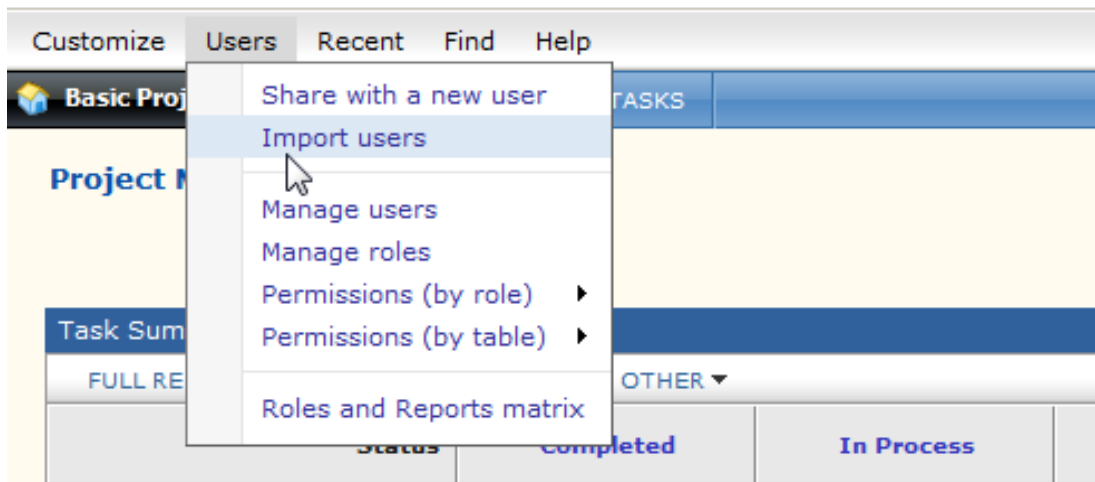 Customize Users Recent Find Help
Basic Proj TASKS
Share with a new user
Import users
Project M
Manage users
Manage roles
Permissions (by role)
Permissions (by table)
Task Sum
FULL RE OTHER
Roles and Reports matrix
Status Completed In Process